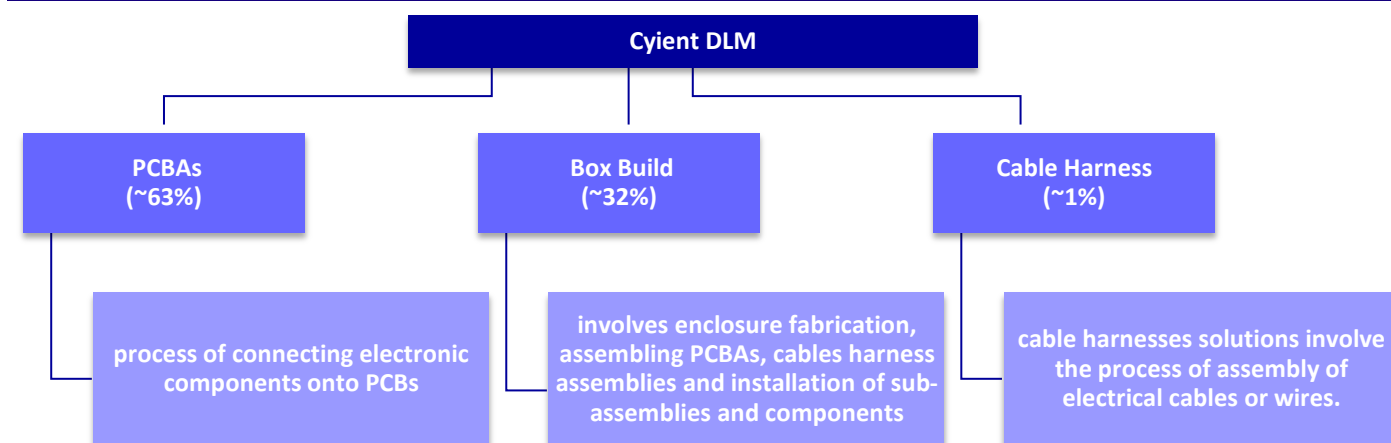 Cyient DLM
PCBAs
(~63%)
Box Build
(~32%)
Cable Harness
(~1%)
process of connecting electronic
components onto PCBs
involves enclosure fabrication,
assembling PCBAs, cables harness
assemblies and installation of sub-
assemblies and components
cable harnesses solutions involve
the process of assembly of
electrical cables or wires.